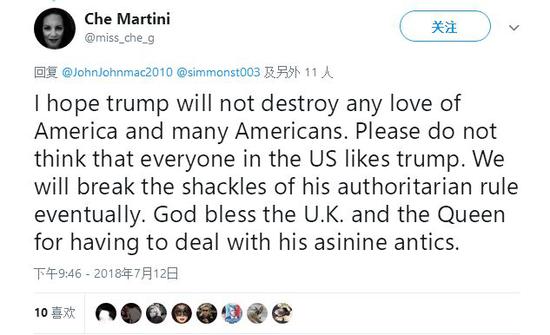 Che Martini
@miss_che_g
关注
回复 @JohnJohnmac2010 @simmonst003 及另外 11 人
I hope trump will not destroy any love of
America and many Americans. Please do not
think that everyone in the US likes trump. We
will break the shackles of his authoritarian rule
eventually. God bless the U.K. and the Queen
for having to deal with his asinine antics.
下午9:46 - 2018年7月12日
10 喜欢